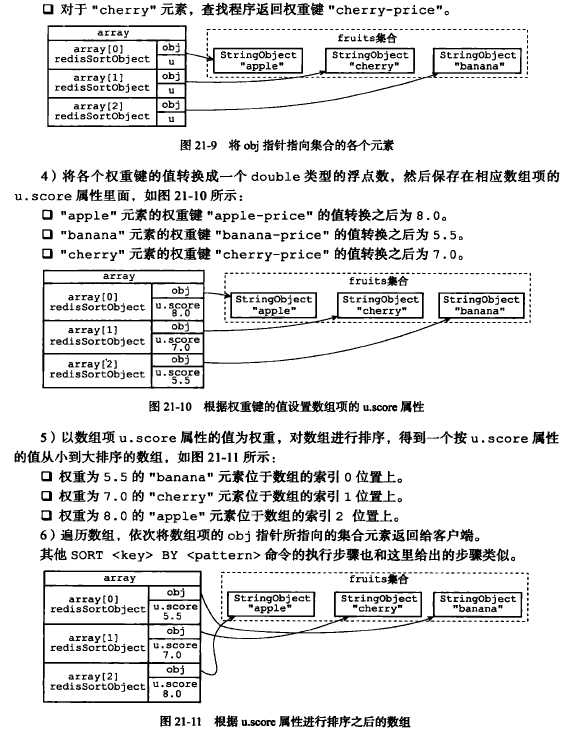 ❑ 对于"cherry"元素，查找程序返回权重键"cherry-price"。
array
fruits集合
array[0]
redisSortObject
obj
u
StringObject
"apple"
StringObject
"cherry"
StringObject
"banana"
array[1]
redisSortObject
obj
u
array[2]
redisSortObject
obj
u
图 21-9 将 obj 指针指向集合的各个元素
4）将各个权重键的值转换成一个 double 类型的浮点数，然后保存在相应数组项的
u.score 属性里面，如图 21-10 所示：
❑ "apple"元素的权重键"apple-price"的值转换之后为 8.0。
❑ "banana"元素的权重键"banana-price"的值转换之后为 5.5。
❑ "cherry"元素的权重键"cherry-price"的值转换之后为 7.0。
array
fruits集合
array[0]
redisSortObject
obj
u.score
8.0
StringObject
"apple"
StringObject
"cherry"
StringObject
"banana"
array[1]
redisSortObject
obj
u.score
7.0
array[2]
redisSortObject
obj
u.score
5.5
图 21-10 根据权重键的值设置数组项的 u.score 属性
5）以数组项 u.score 属性的值为权重，对数组进行排序，得到一个按 u.score 属性
的值从小到大排序的数组，如图 21-11 所示：
❑ 权重为 5.5 的"banana"元素位于数组的索引 0 位置上。
❑ 权重为 7.0 的"cherry"元素位于数组的索引 1 位置上。
❑ 权重为 8.0 的"apple"元素位于数组的索引 2 位置上。
6）遍历数组，依次将数组项的 obj 指针所指向的集合元素返回给客户端。
其他 SORT <key> BY <pattern> 命令的执行步骤也和这里给出的步骤类似。
array
fruits集合
array[0]
redisSortObject
obj
u.score
5.5
StringObject
"apple"
StringObject
"cherry"
StringObject
"banana"
array[1]
redisSortObject
obj
u.score
7.0
array[2]
redisSortObject
obj
u.score
8.0
图 21-11 根据 u.score 属性进行排序之后的数组